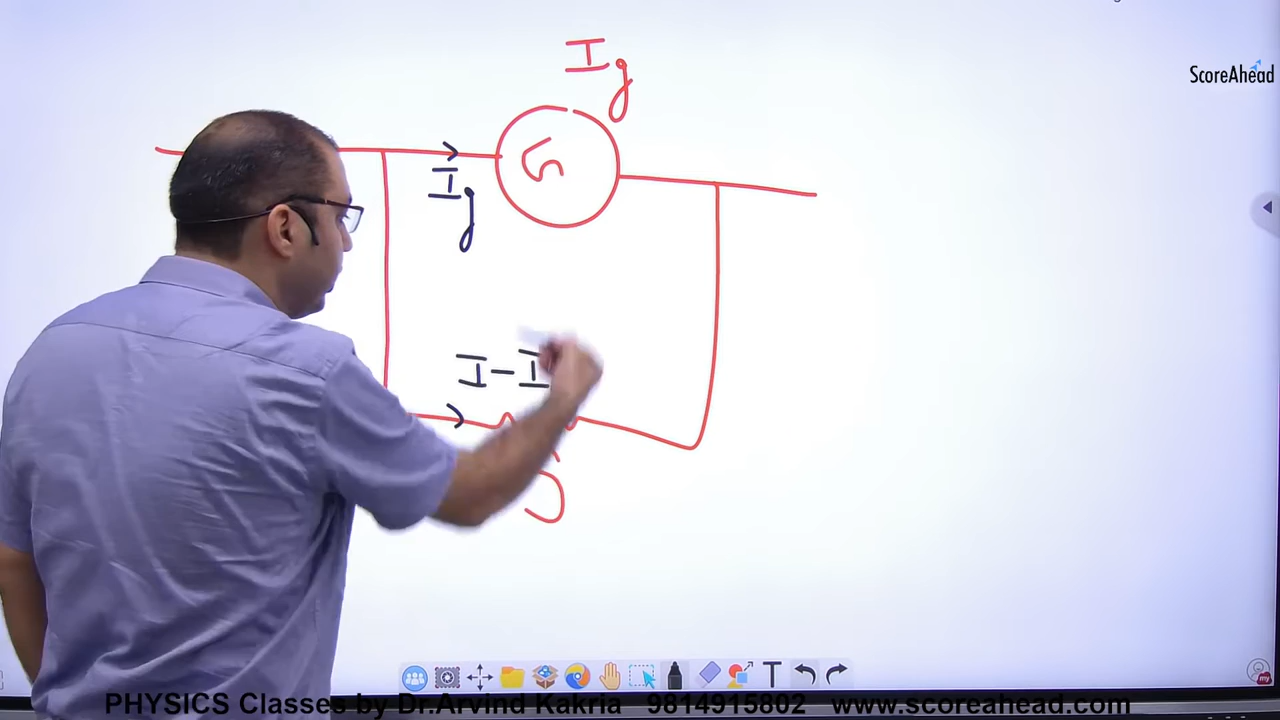 Ig
ScoreAhead
G
Ig
I-I
S
PHYSICS Classes by Dr.Arvind Kakria 9814915802 www.scoreahead.com